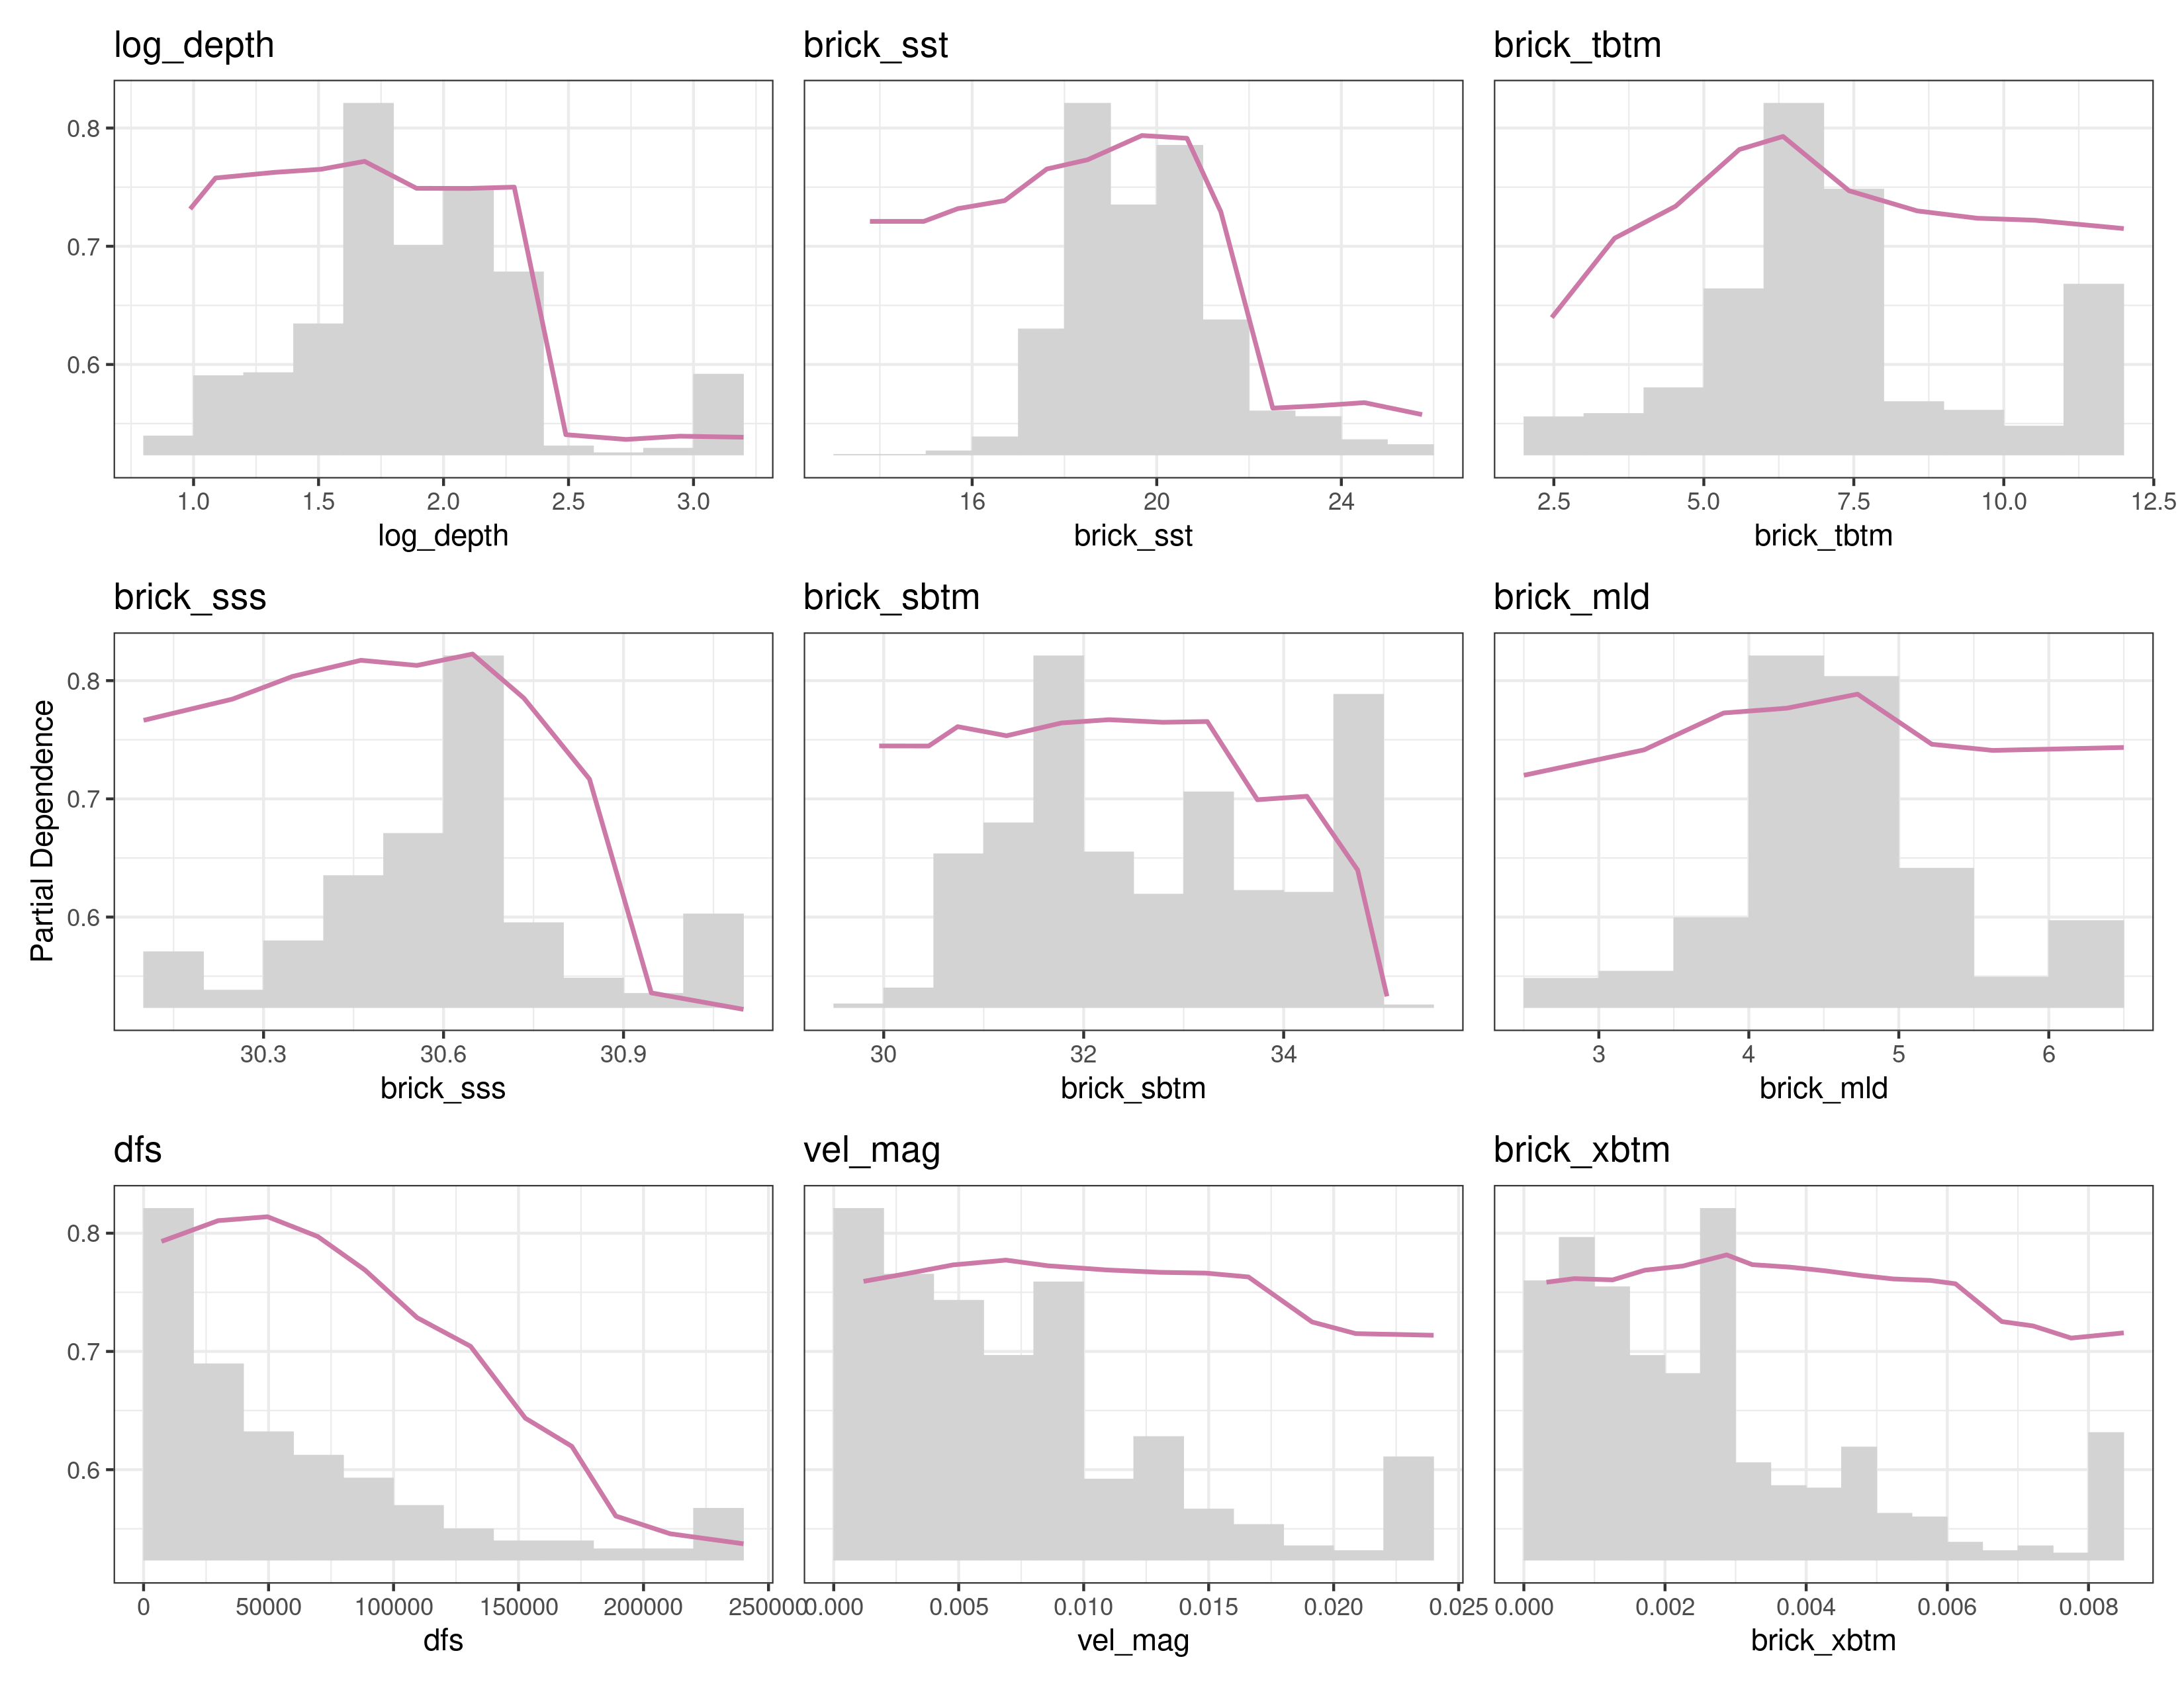 log_depth brick_sst brick_tbtm
0.8
0.7
0.6
1.0 1.5 2.0 2.5 3.0 16 20 24 2.5 5.0 7.5 10.0 12.5
log_depth brick_sst brick_tbtm
brick_sss brick_sbtm brick_mld
Partial Dependence
0.8
0.7
0.6
30.3 30.6 30.9 30 32 34 3 4 5 6
brick_sss brick_sbtm brick_mld
dfs vel_mag brick_xbtm
0.8
0.7
0.6
0 50000 100000 150000 200000 250000 0.000 0.005 0.010 0.015 0.020 0.025 0.000 0.002 0.004 0.006 0.008
dfs vel_mag brick_xbtm